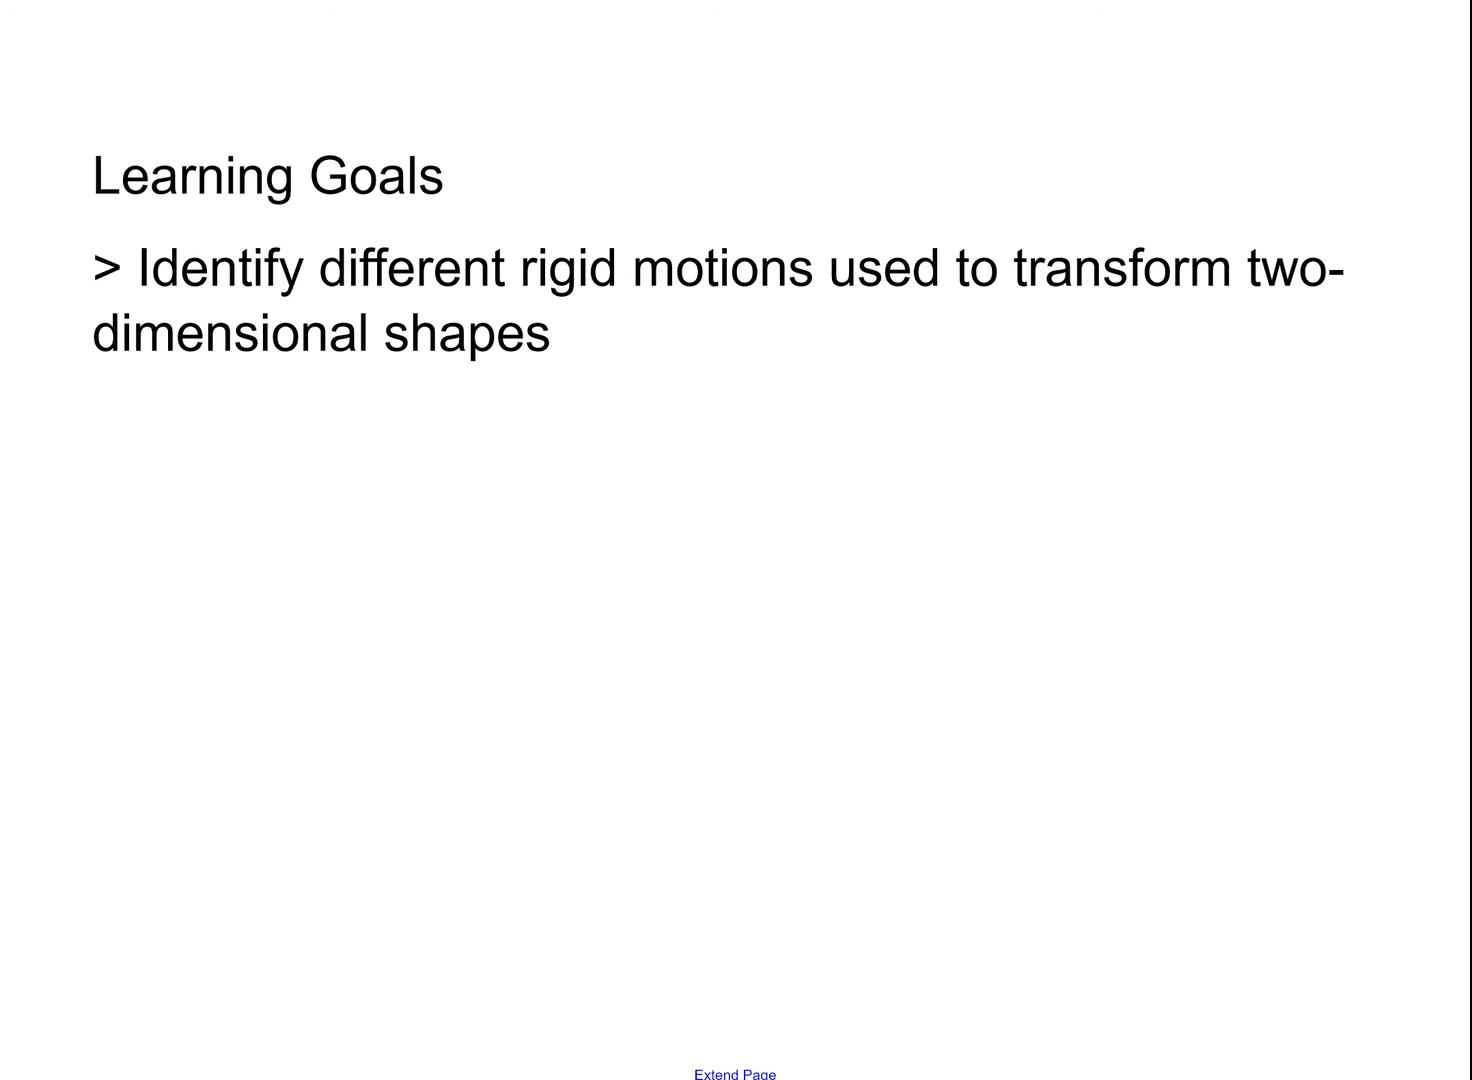 Learning Goals
> Identify different rigid motions used to transform two-
dimensional shapes
Extend Page